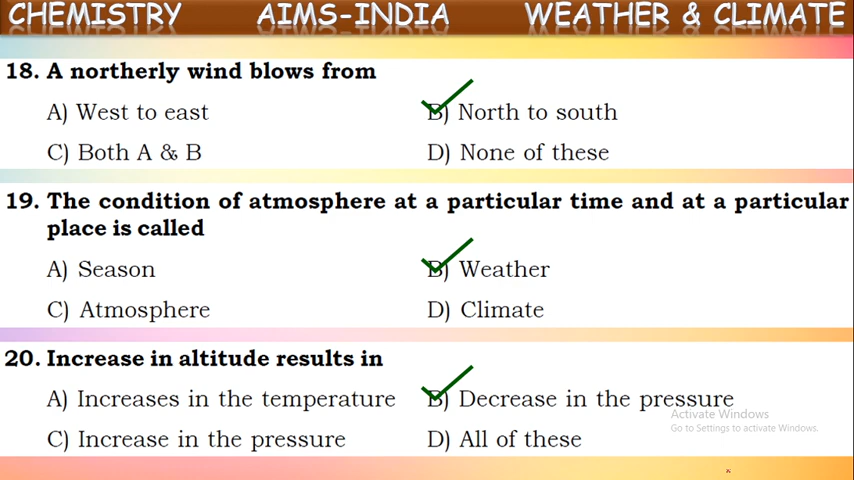 CHEMISTRY AIMS-INDIA WEATHER & CLIMATE
18. A northerly wind blows from
A) West to east B) North to south
C) Both A & B D) None of these
19. The condition of atmosphere at a particular time and at a particular
place is called
A) Season B) Weather
C) Atmosphere D) Climate
20. Increase in altitude results in
A) Increases in the temperature B) Decrease in the pressure
Activate Windows
Go to Settings to activate Windows.
C) Increase in the pressure D) All of these